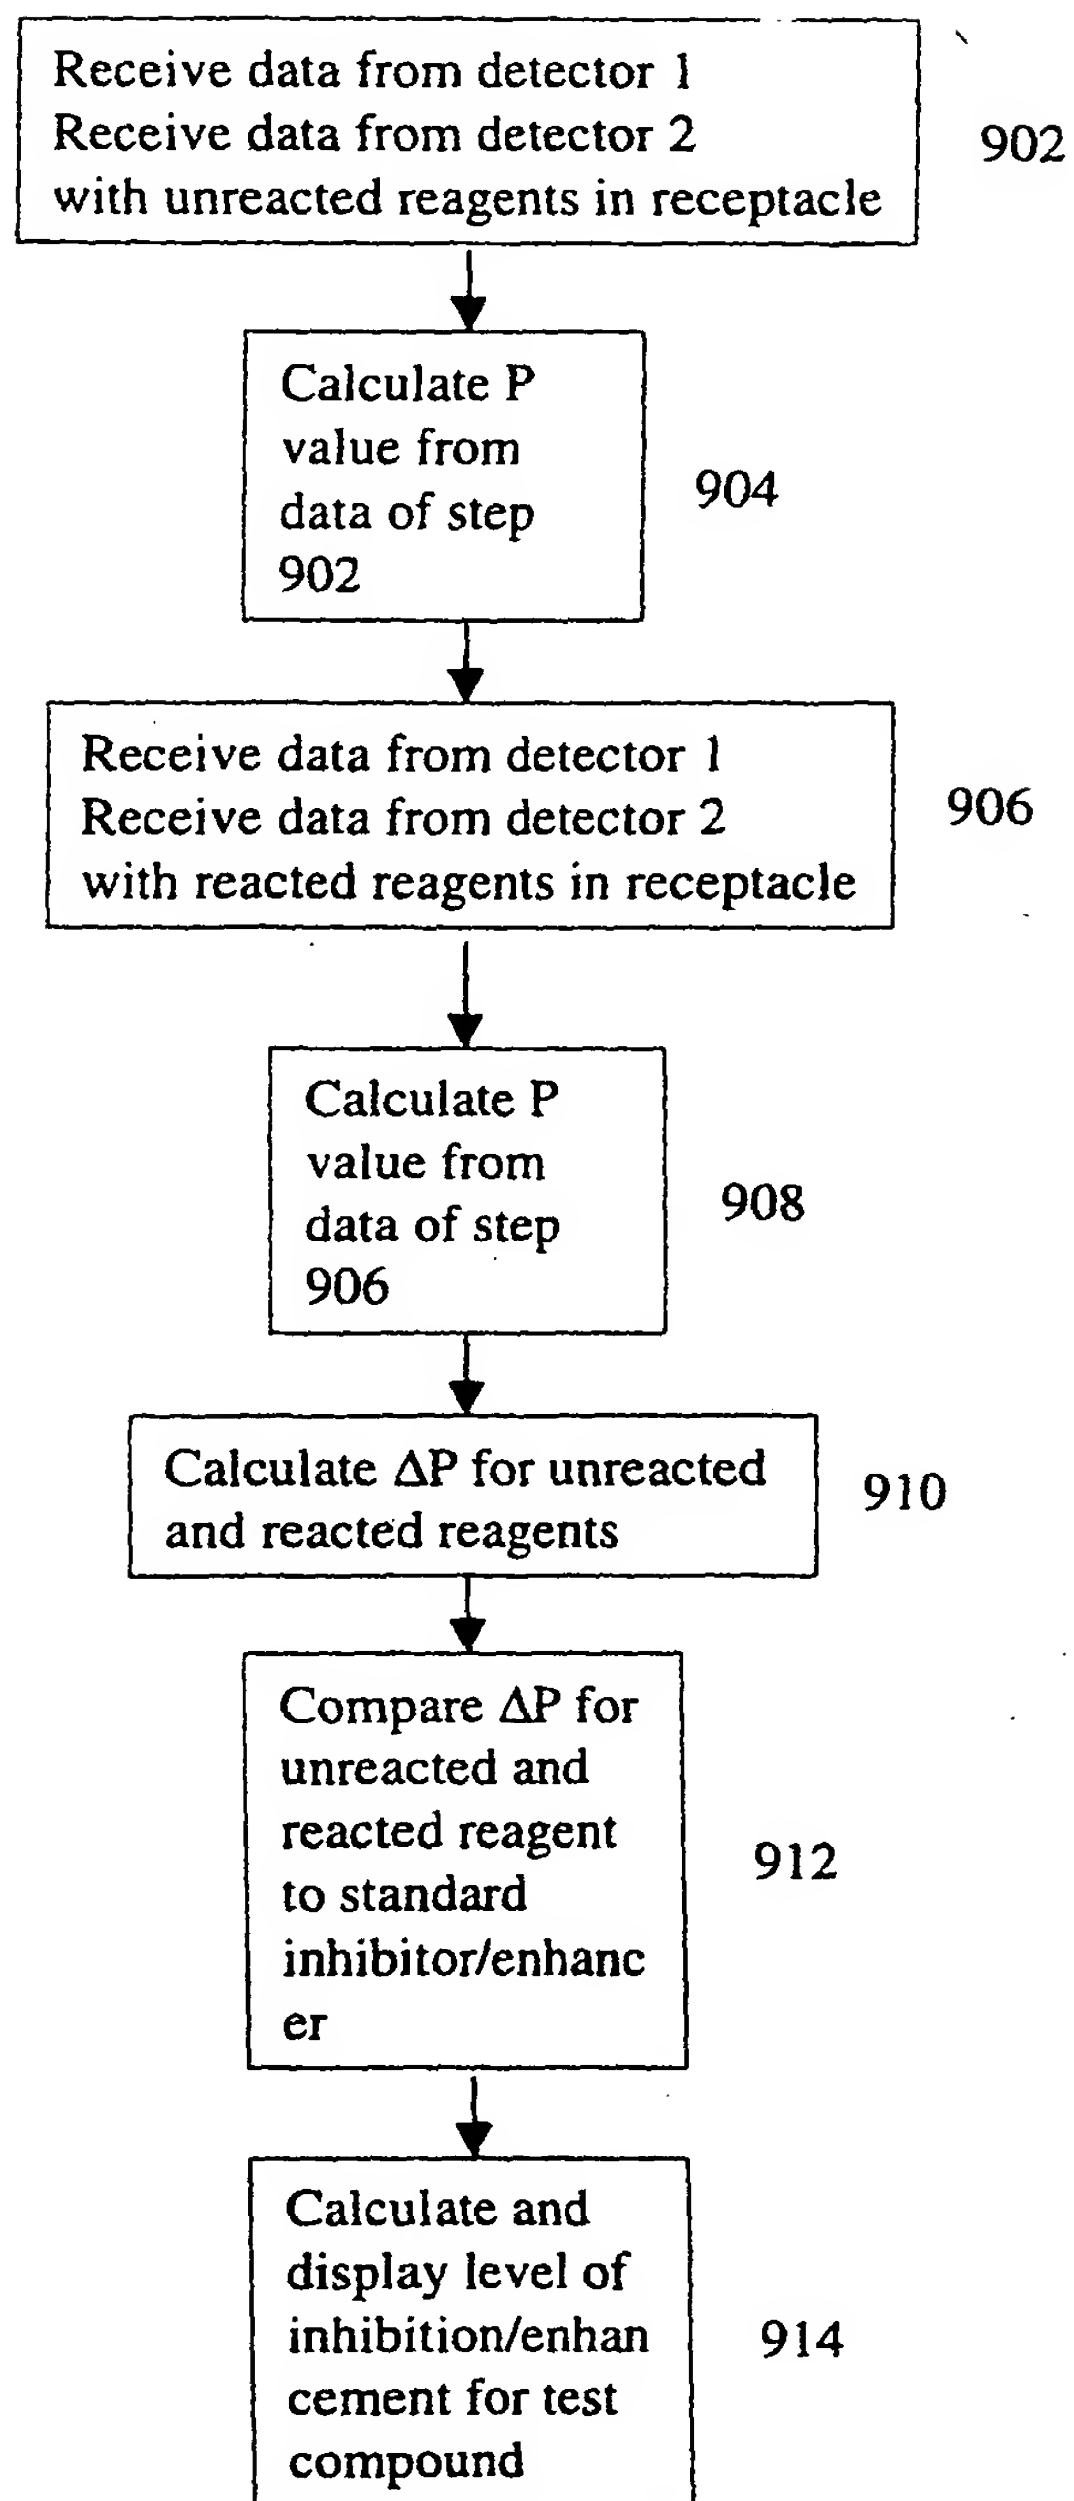 Receive data from detector 1
Receive data from detector 2
with unreacted reagents in receptacle
902
Calculate P
value from
data of step
902
904
Receive data from detector 1
Receive data from detector 2
with reacted reagents in receptacle
906
Calculate P
value from
data of step
906
908
Calculate ΔP for unreacted
and reacted reagents
910
Compare ΔP for
unreacted and
reacted reagent
to standard
inhibitor/enhanc
er
912
Calculate and
display level of
inhibition/enhan
cement for test
compound
914